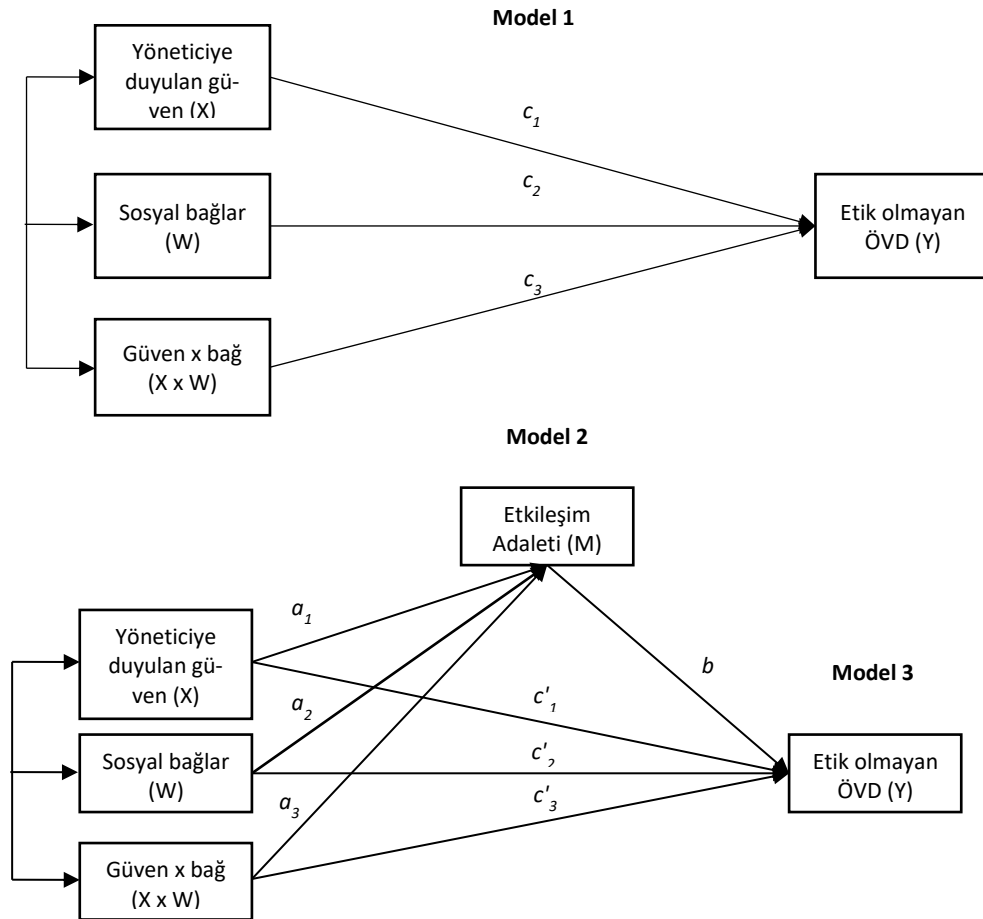 Model 1
Yöneticiye
duyulan gü-
ven (X)
c₁
c₂
Sosyal bağlar
(W)
Etik olmayan
ÖVD (Y)
c₃
Güven x bağ
(X x W)
Model 2
Etkileşim
Adaleti (M)
a₁
Yöneticiye
duyulan gü-
ven (X)
b
Model 3
a₂
c'₁
Sosyal bağlar
(W)
c'₂
Etik olmayan
ÖVD (Y)
a₃
c'₃
Güven x bağ
(X x W)